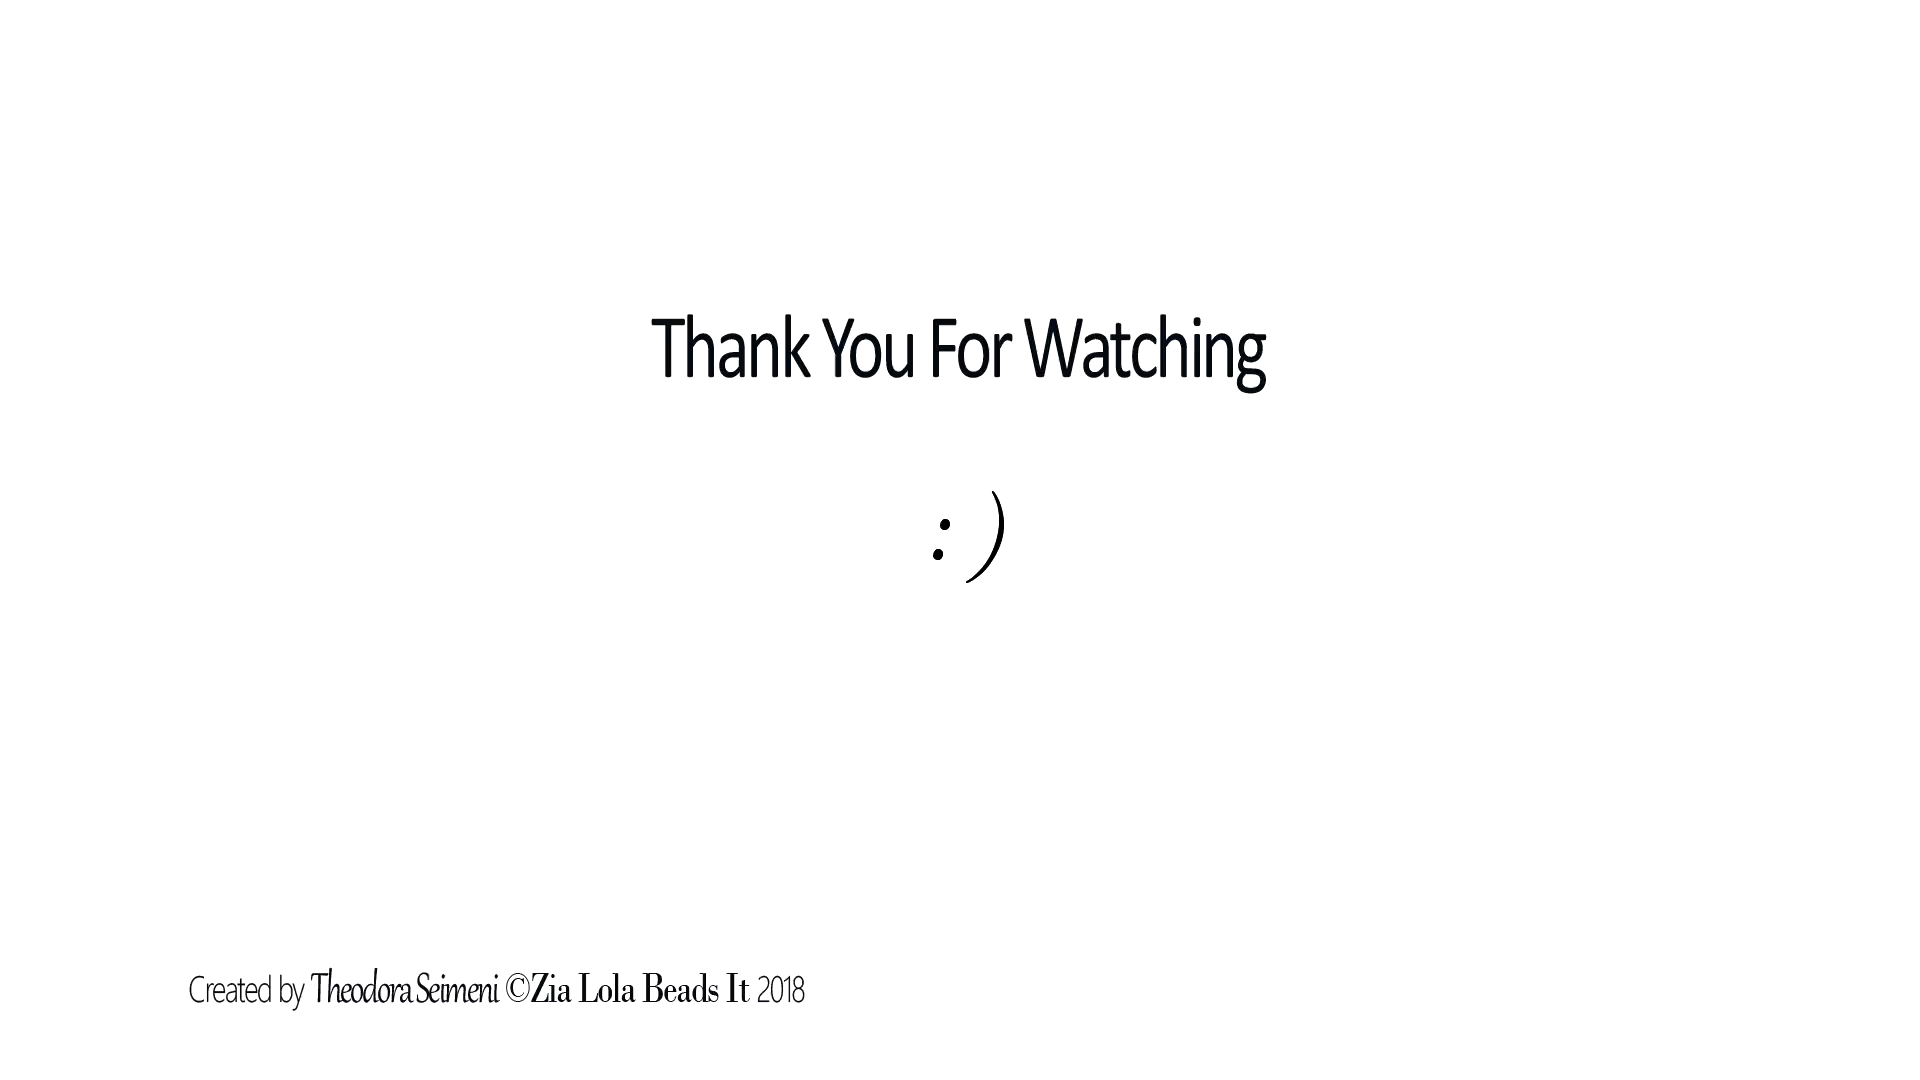 Thank You For Watching
: )
Created by Theodora Seimeni ©Zia Lola Beads It 2018